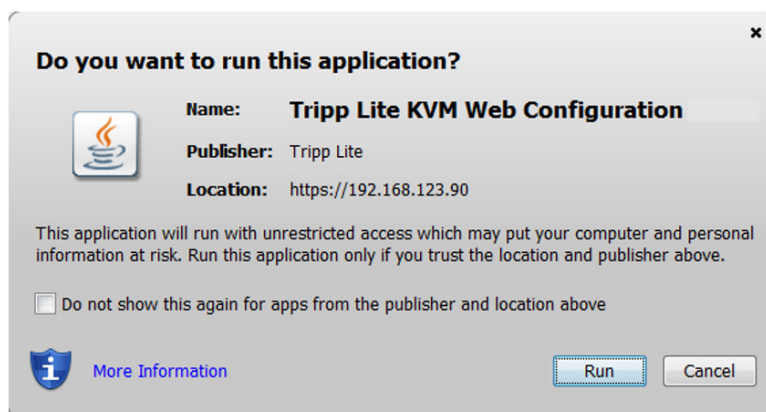 Do you want to run this application?
Name: Tripp Lite KVM Web Configuration
Publisher: Tripp Lite
Location: https://192.168.123.90
This application will run with unrestricted access which may put your computer and personal
information at risk. Run this application only if you trust the location and publisher above.
Do not show this again for apps from the publisher and location above
More Information Run Cancel